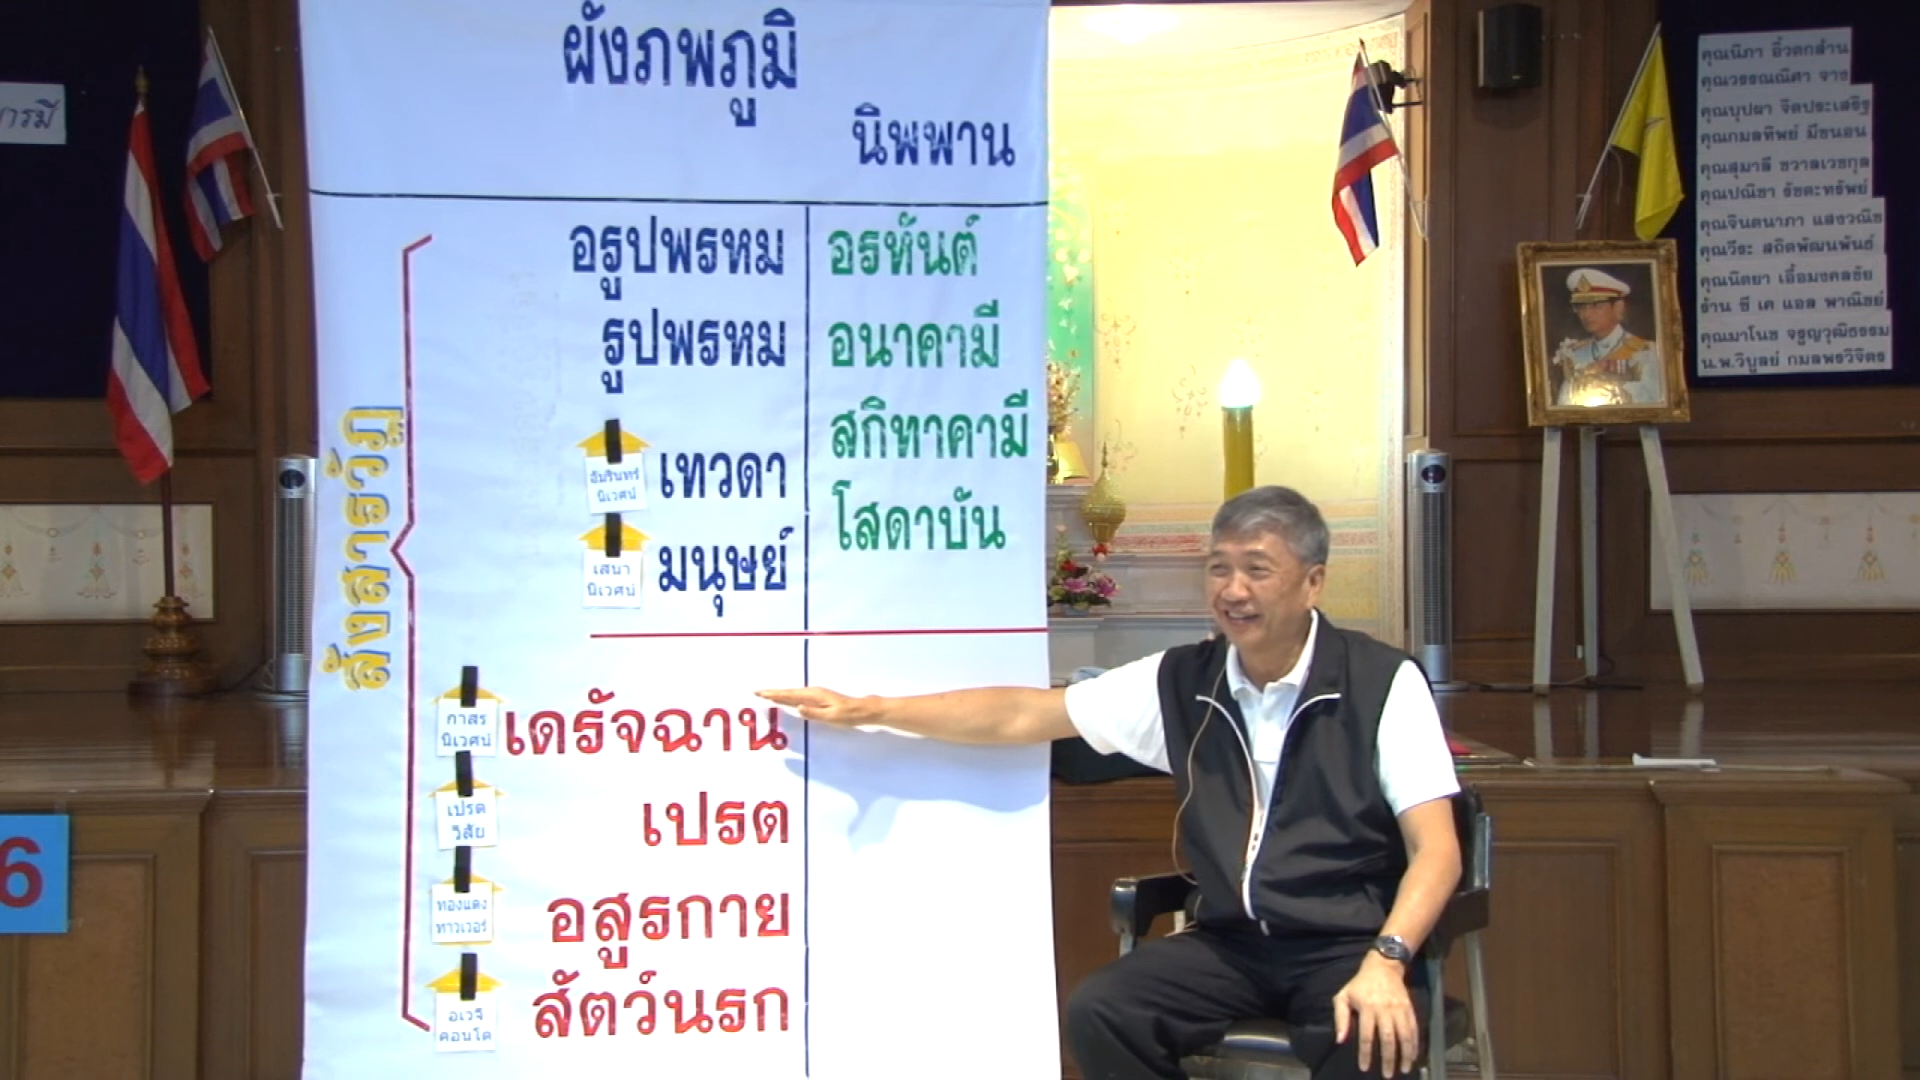 ผังภพภูมิ
นิพพาน
อรูปพรหม
อรหันต์
รูปพรหม
อนาคามี
อัมรินทร์
นิเวศน์
เทวดา
สกิทาคามี
เสนา
นิเวศน์
มนุษย์
โสดาบัน
สังสารวัฏ
กาสร
นิเวศน์
เดรัจฉาน
เปรต
วิสัย
เปรต
ทองแดง
ทาวเวอร์
อสูรกาย
อเวจี
คอนโด
สัตว์นรก
ารมี
6
คุณนิภา อิ๋วตกส้าน
คุณวรรณณิศา จาง
คุณบุปผา จิตประเสริฐ
คุณกมลทิพย์ มีขนอน
คุณสุมาลี ชวาลเวชกุล
คุณปณิชา รัชตะทรัพย์
คุณจินตนาภา แสงวณิช
คุณวีระ สถิตพัฒนพันธ์
คุณนิตยา เอื้อมงคลชัย
ร้าน ซี เค แอล พาณิชย์
คุณมาโนช จรูญวุฒิธรรม
น.พ.วิบูลย์ กมลพรวิจิตร